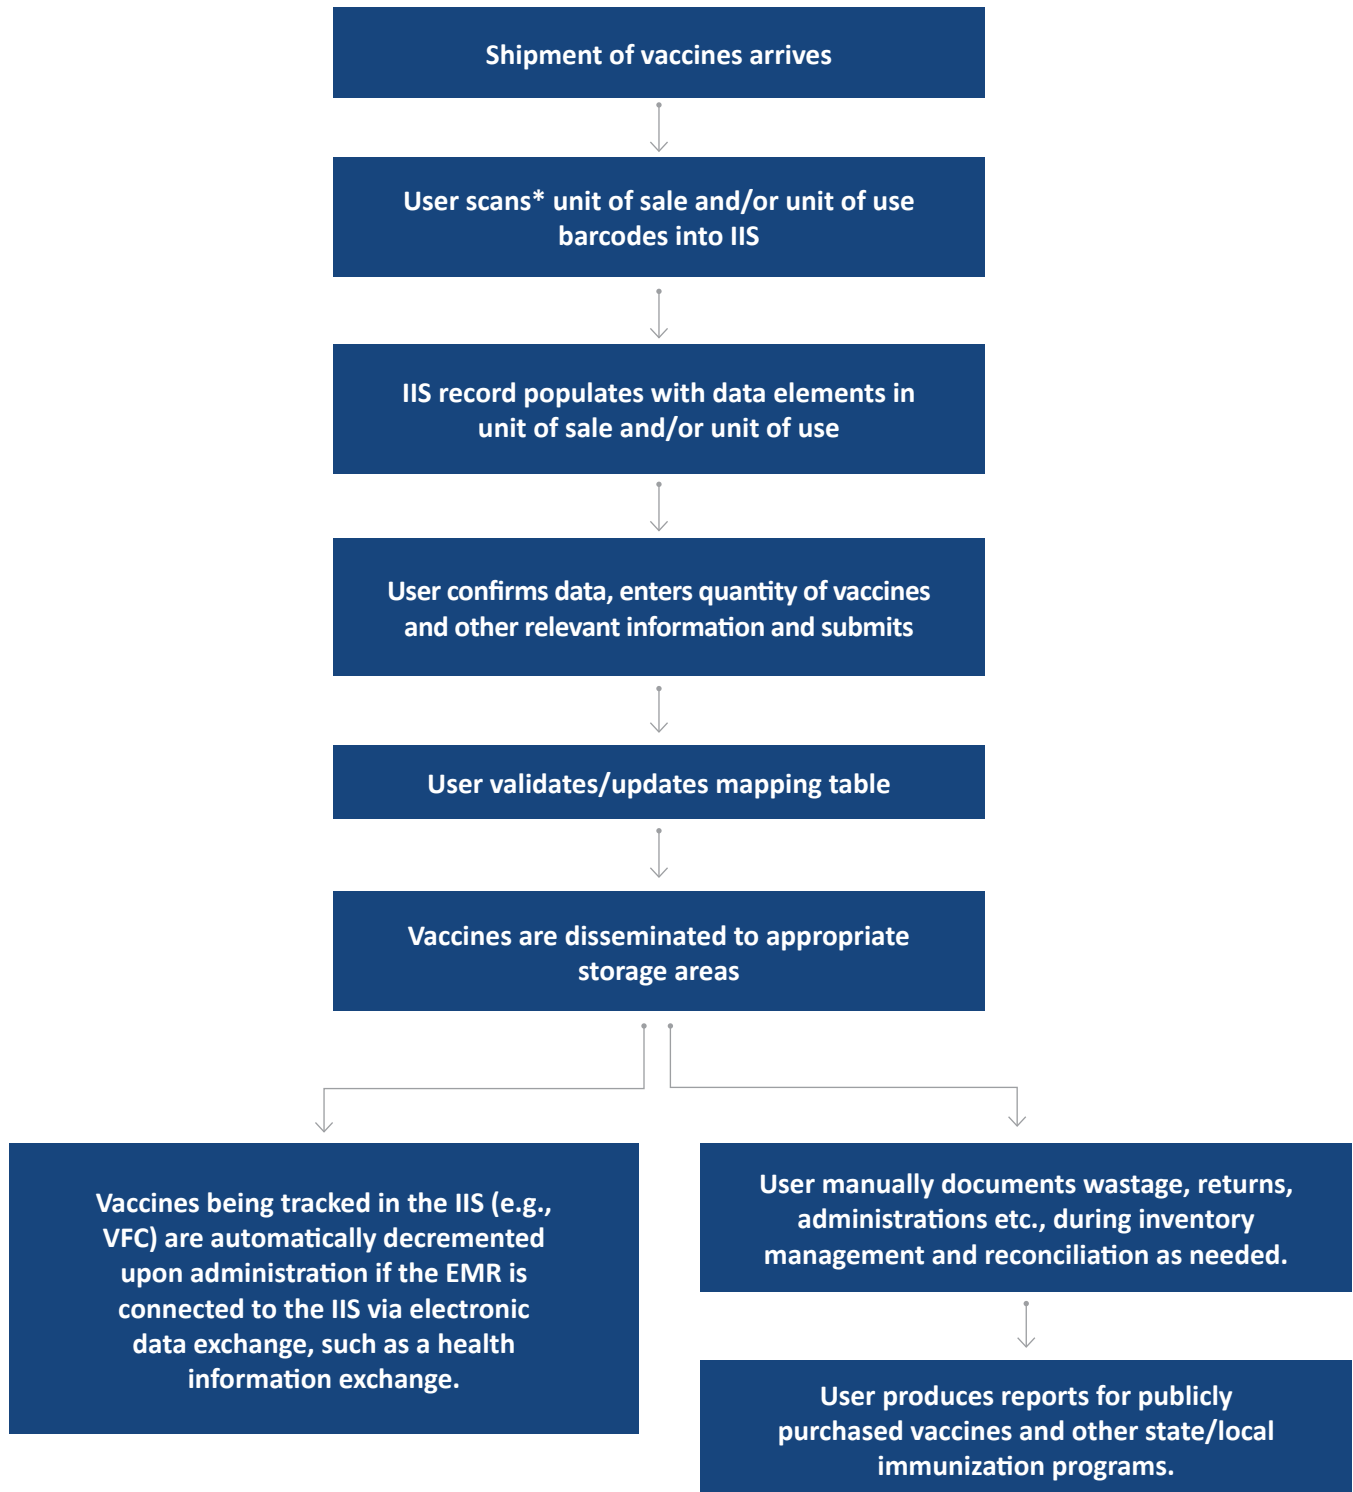 Shipment of vaccines arrives
User scans* unit of sale and/or unit of use
barcodes into IIS
IIS record populates with data elements in
unit of sale and/or unit of use
User confirms data, enters quantity of vaccines
and other relevant information and submits
User validates/updates mapping table
Vaccines are disseminated to appropriate
storage areas
Vaccines being tracked in the IIS (e.g.,
VFC) are automatically decremented
upon administration if the EMR is
connected to the IIS via electronic
data exchange, such as a health
information exchange.
User manually documents wastage, returns,
administrations etc., during inventory
management and reconciliation as needed.
User produces reports for publicly
purchased vaccines and other state/local
immunization programs.